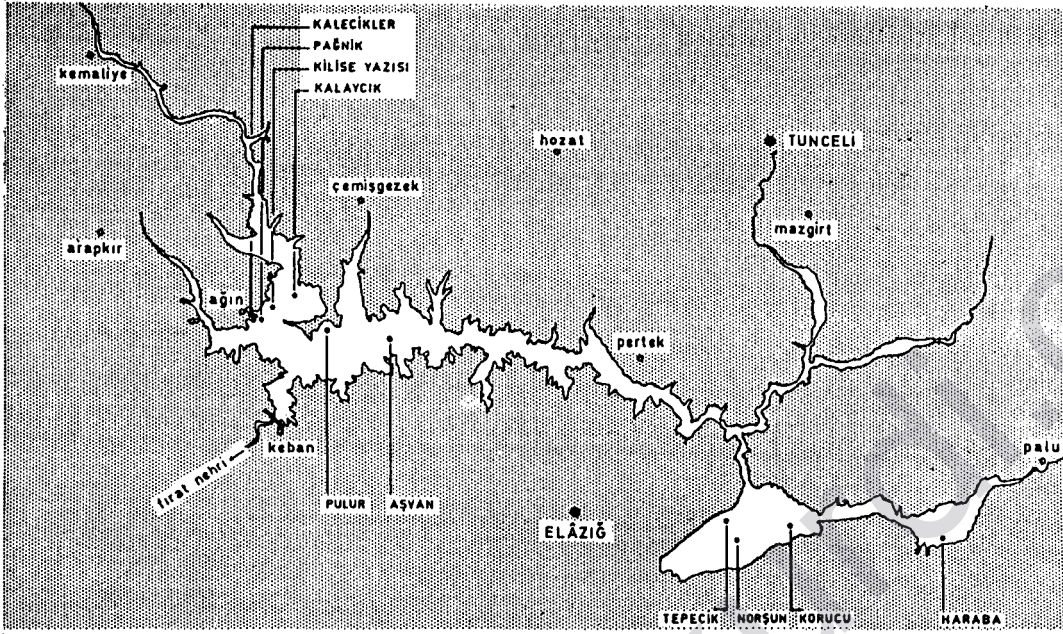 KALECİKLER
PAĞNİK
KİLİSE YAZISI
KALAYCIK
kemaliye
hozat
TUNCELİ
çemişgezek
mazgirt
arapkır
ağın
pertek
keban
fırat nehri
palu
PULUR
AŞVAN
ELÂZIĞ
TEPECİK
NORŞUN
KORUCU
HARABA